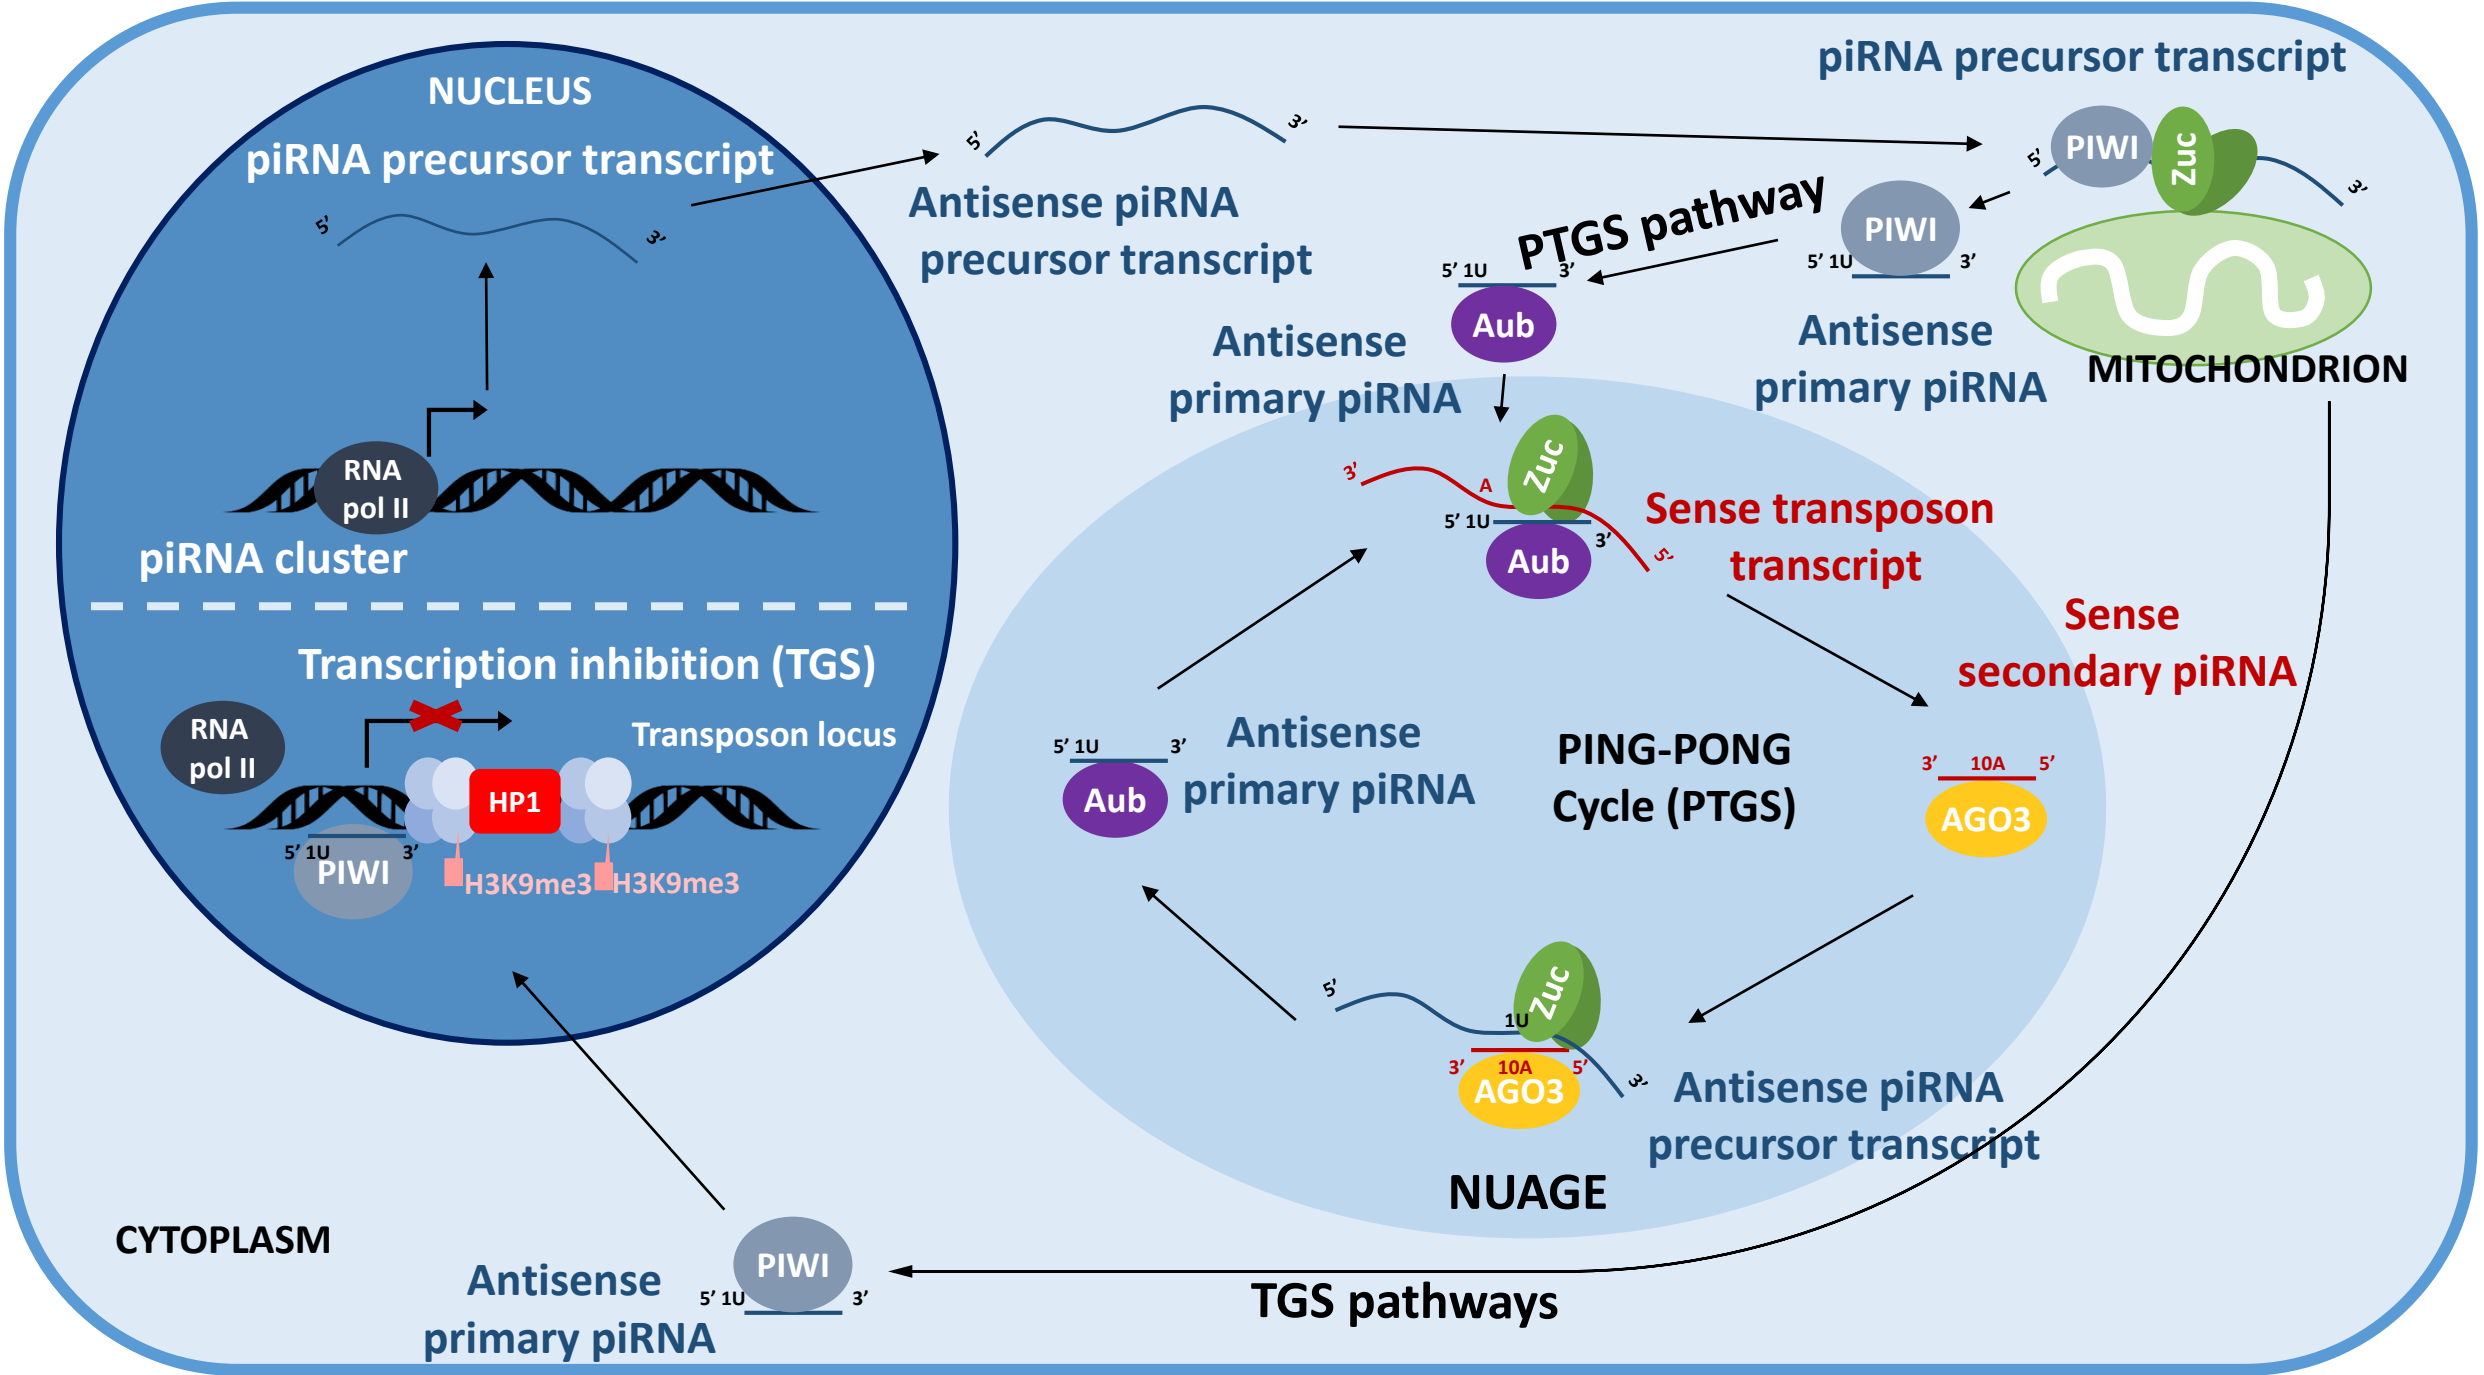 NUCLEUS
piRNA precursor transcript
5’
3’
RNA
pol II
piRNA cluster
Transcription inhibition (TGS)
RNA
pol II
Transposon locus
HP1
5’ 1U
3’
PIWI
H3K9me3
H3K9me3
5’
3’
Antisense piRNA
precursor transcript
piRNA precursor transcript
5’
PIWI
Zuc
3’
MITOCHONDRION
PIWI
5’ 1U
3’
Antisense
primary piRNA
PTGS pathway
5’ 1U
3’
Aub
Antisense
primary piRNA
3’
A
Zuc
5’ 1U
3’
5’
Aub
Sense transposon
transcript
Sense
secondary piRNA
3’
10A
5’
AGO3
PING-PONG
Cycle (PTGS)
5’ 1U
3’
Aub
Antisense
primary piRNA
5’
1U
Zuc
3’
10A
5’
AGO3
3’
Antisense piRNA
precursor transcript
NUAGE
TGS pathways
CYTOPLASM
PIWI
5’ 1U
3’
Antisense
primary piRNA